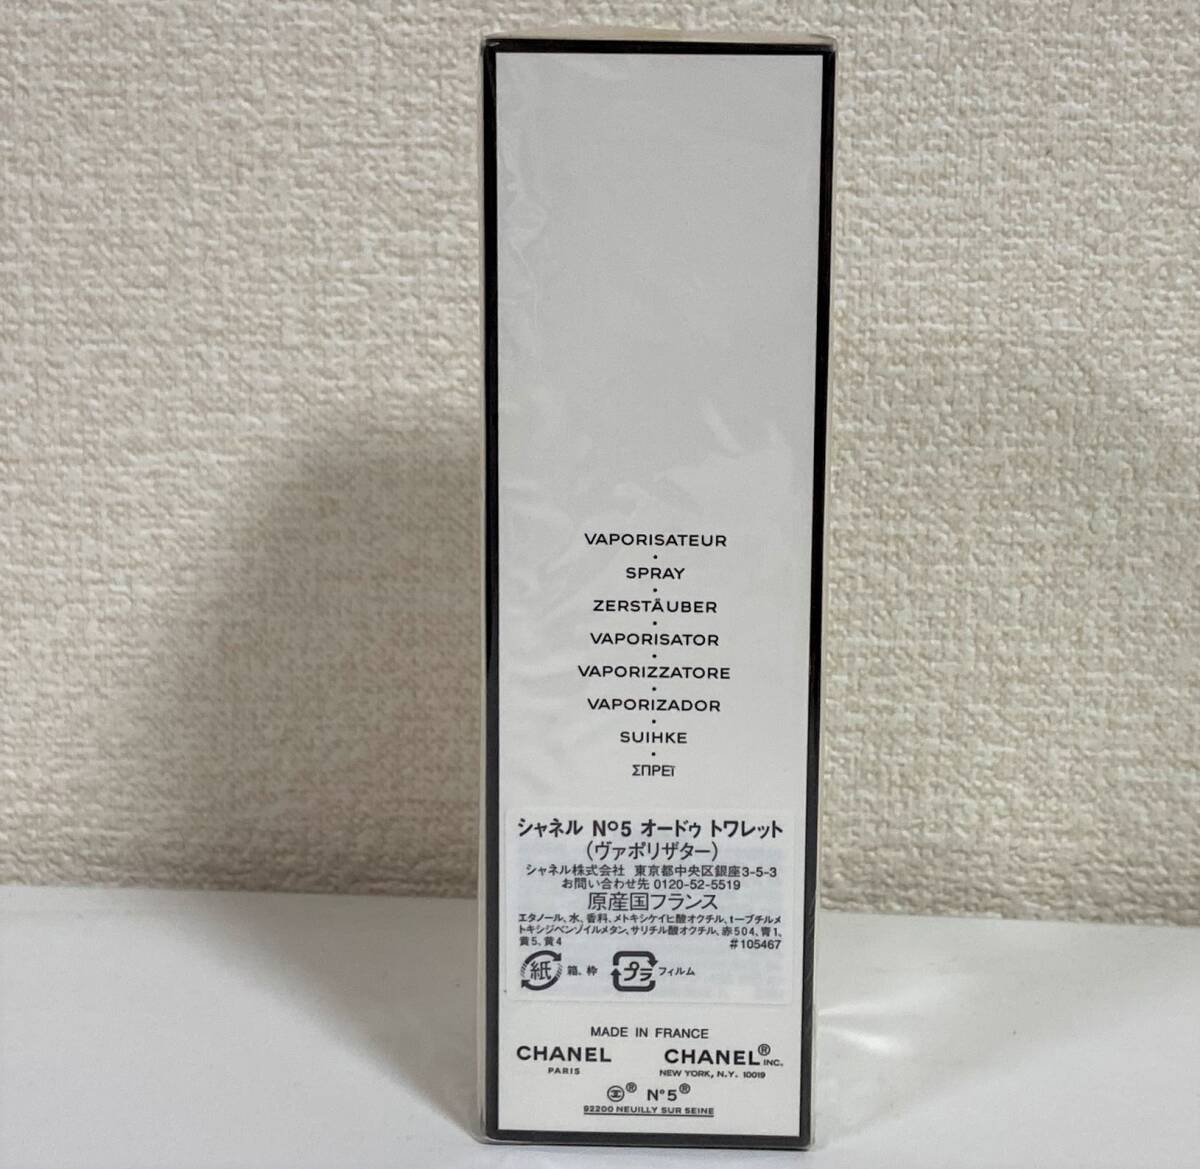 VAPORISATEUR
SPRAY
ZERSTÄUBER
VAPORISATOR
VAPORIZZATORE
VAPORIZADOR
SUIHKE
ΣΠΡΕΪ
シャネル Nº5 オードゥ トワレット
(ヴァポリザター)
シャネル株式会社 東京都中央区銀座3-5-3
お問い合わせ先 0120-52-5519
原産国フランス
エタノール、水、香料、メトキシケイヒ酸オクチル、t-ブチルメ
トキシジベンゾイルメタン、サリチル酸オクチル、赤504、青1、
黄5、黄4 #105467
紙 箱、枠 プラ フィルム
MADE IN FRANCE
CHANEL CHANEL® INC.
PARIS NEW YORK, N.Y. 10019
® N°5®
92200 NEUILLY SUR SEINE